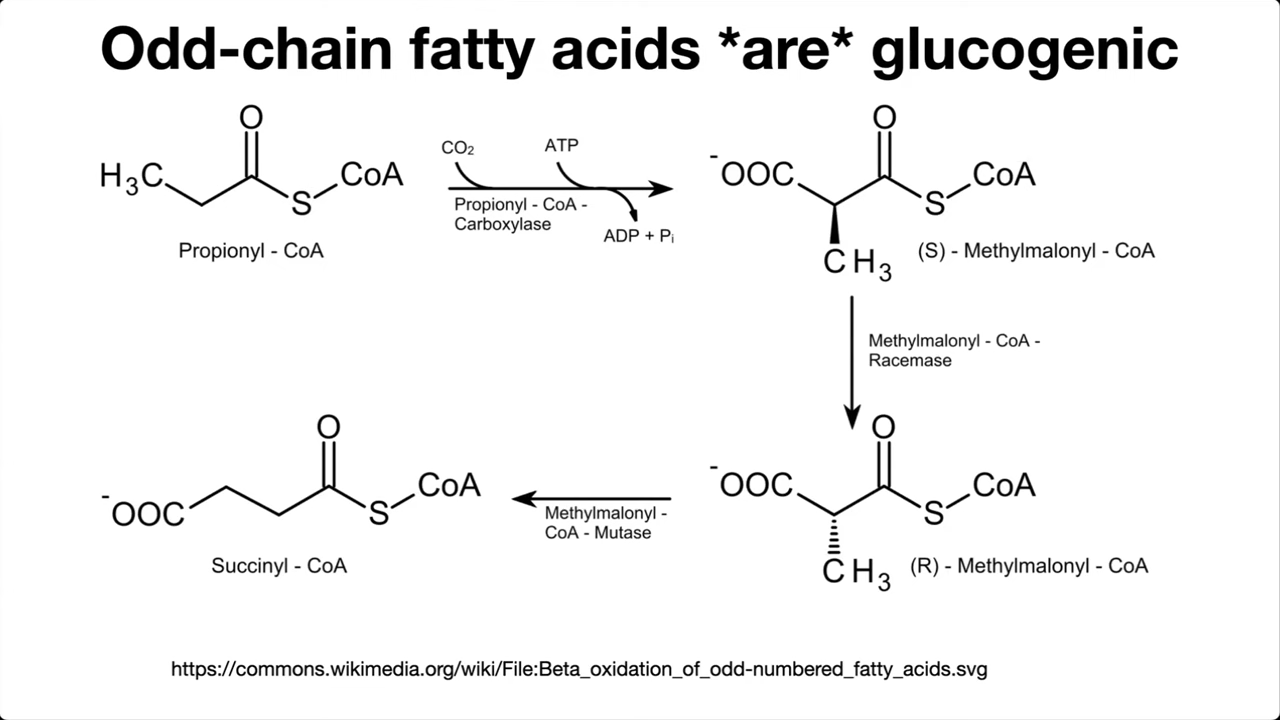 Odd-chain fatty acids *are* glucogenic
O
H₃C
S
CoA
Propionyl - CoA
CO₂
ATP
Propionyl - CoA -
Carboxylase
ADP + Pᵢ
O
⁻OOC
S
CoA
CH₃
(S) - Methylmalonyl - CoA
Methylmalonyl - CoA -
Racemase
O
⁻OOC
S
CoA
CH₃
(R) - Methylmalonyl - CoA
Methylmalonyl -
CoA - Mutase
O
⁻OOC
S
CoA
Succinyl - CoA
https://commons.wikimedia.org/wiki/File:Beta_oxidation_of_odd-numbered_fatty_acids.svg